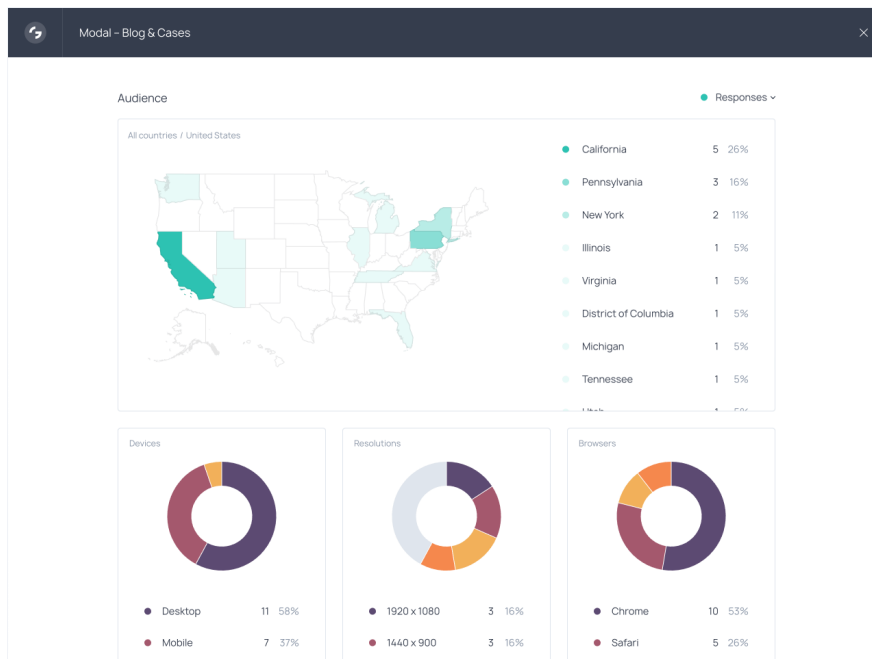 Modal – Blog & Cases
Audience
Responses
All countries / United States
California 5 26%
Pennsylvania 3 16%
New York 2 11%
Illinois 1 5%
Virginia 1 5%
District of Columbia 1 5%
Michigan 1 5%
Tennessee 1 5%
Utah 1 5%
Devices
Resolutions
Browsers
Desktop 11 58%
1920 x 1080 3 16%
Chrome 10 53%
Mobile 7 37%
1440 x 900 3 16%
Safari 5 26%